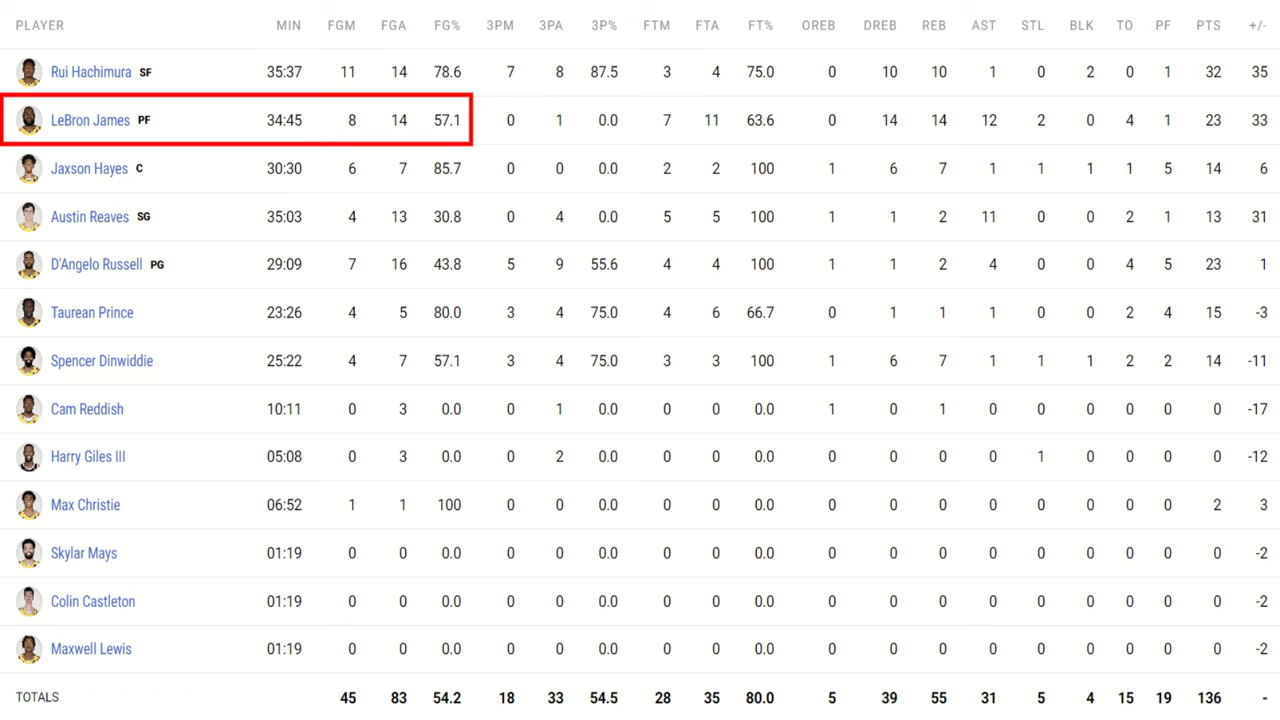 PLAYER MIN FGM FGA FG% 3PM 3PA 3P% FTM FTA FT% OREB DREB REB AST STL BLK TO PF PTS +/-
Rui Hachimura SF 35:37 11 14 78.6 7 8 87.5 3 4 75.0 0 10 10 1 0 2 0 1 32 35
LeBron James PF 34:45 8 14 57.1 0 1 0.0 7 11 63.6 0 14 14 12 2 0 4 1 23 33
Jaxson Hayes C 30:30 6 7 85.7 0 0 0.0 2 2 100 1 6 7 1 1 1 1 5 14 6
Austin Reaves SG 35:03 4 13 30.8 0 4 0.0 5 5 100 1 1 2 11 0 0 2 1 13 31
D'Angelo Russell PG 29:09 7 16 43.8 5 9 55.6 4 4 100 1 1 2 4 0 0 4 5 23 1
Taurean Prince 23:26 4 5 80.0 3 4 75.0 4 6 66.7 0 1 1 1 0 0 2 4 15 -3
Spencer Dinwiddie 25:22 4 7 57.1 3 4 75.0 3 3 100 1 6 7 1 1 1 2 2 14 -11
Cam Reddish 10:11 0 3 0.0 0 1 0.0 0 0 0.0 1 0 1 0 0 0 0 0 0 -17
Harry Giles III 05:08 0 3 0.0 0 2 0.0 0 0 0.0 0 0 0 0 1 0 0 0 0 -12
Max Christie 06:52 1 1 100 0 0 0.0 0 0 0.0 0 0 0 0 0 0 0 0 2 3
Skylar Mays 01:19 0 0 0.0 0 0 0.0 0 0 0.0 0 0 0 0 0 0 0 0 0 -2
Colin Castleton 01:19 0 0 0.0 0 0 0.0 0 0 0.0 0 0 0 0 0 0 0 0 0 -2
Maxwell Lewis 01:19 0 0 0.0 0 0 0.0 0 0 0.0 0 0 0 0 0 0 0 0 0 -2
TOTALS 45 83 54.2 18 33 54.5 28 35 80.0 5 39 55 31 5 4 15 19 136 -